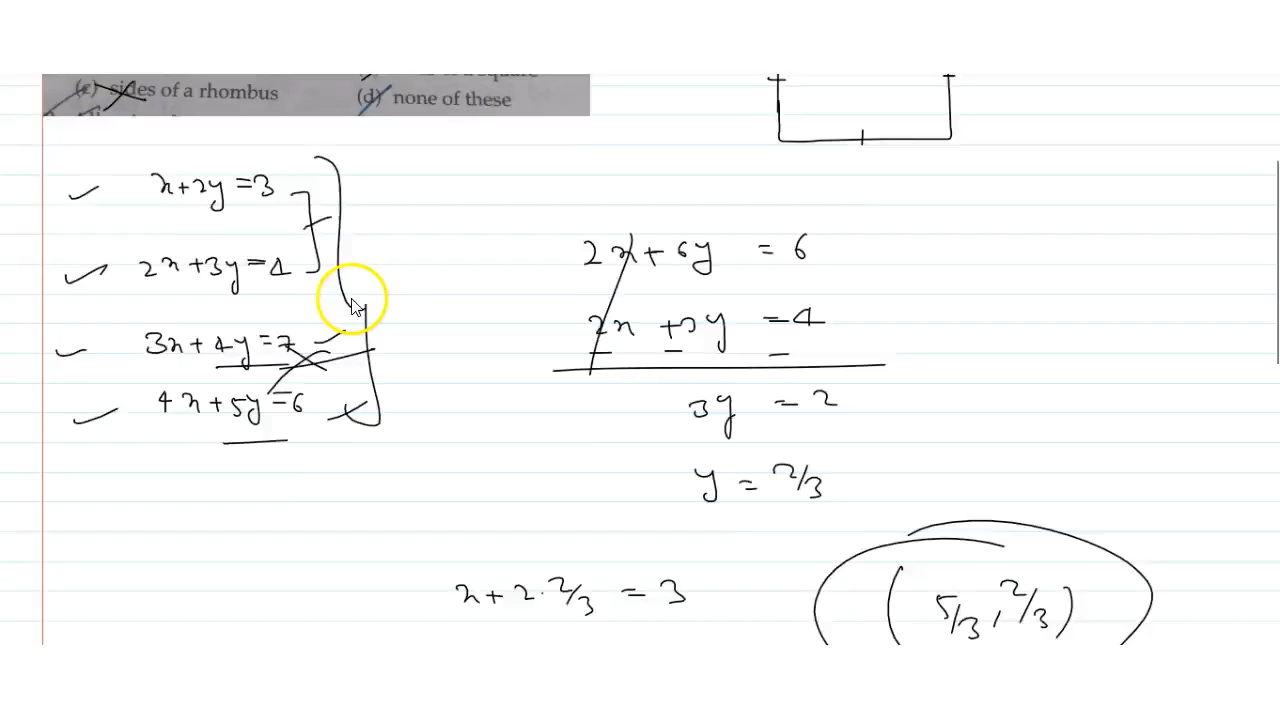 (c) sides of a rhombus
(d) none of these
x+2y=3
2x+3y=4
3x+4y=7
4x+5y=6
2x+6y = 6
2x+3y = 4
3y = 2
y = 2/3
x+2·2/3 = 3
(5/3, 2/3)